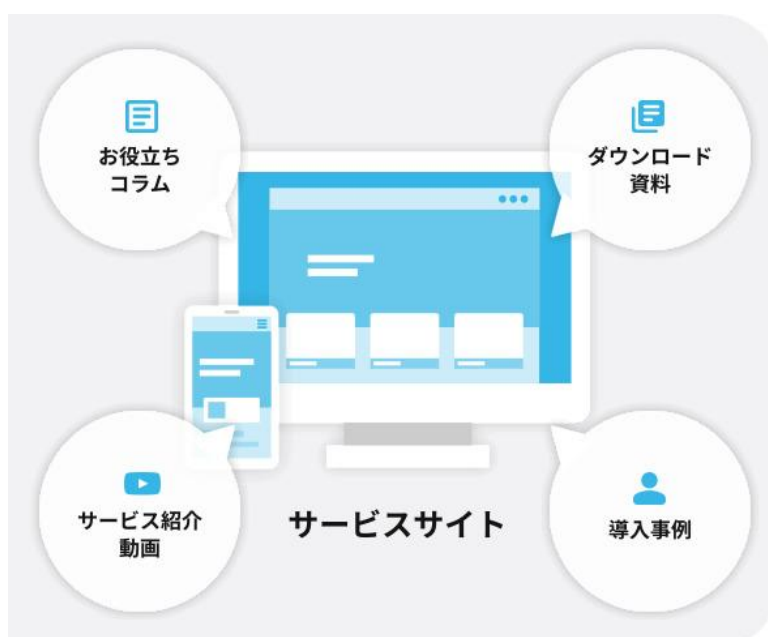 お役立ち
コラム
ダウンロード
資料
サービス紹介
動画
サービスサイト
導入事例